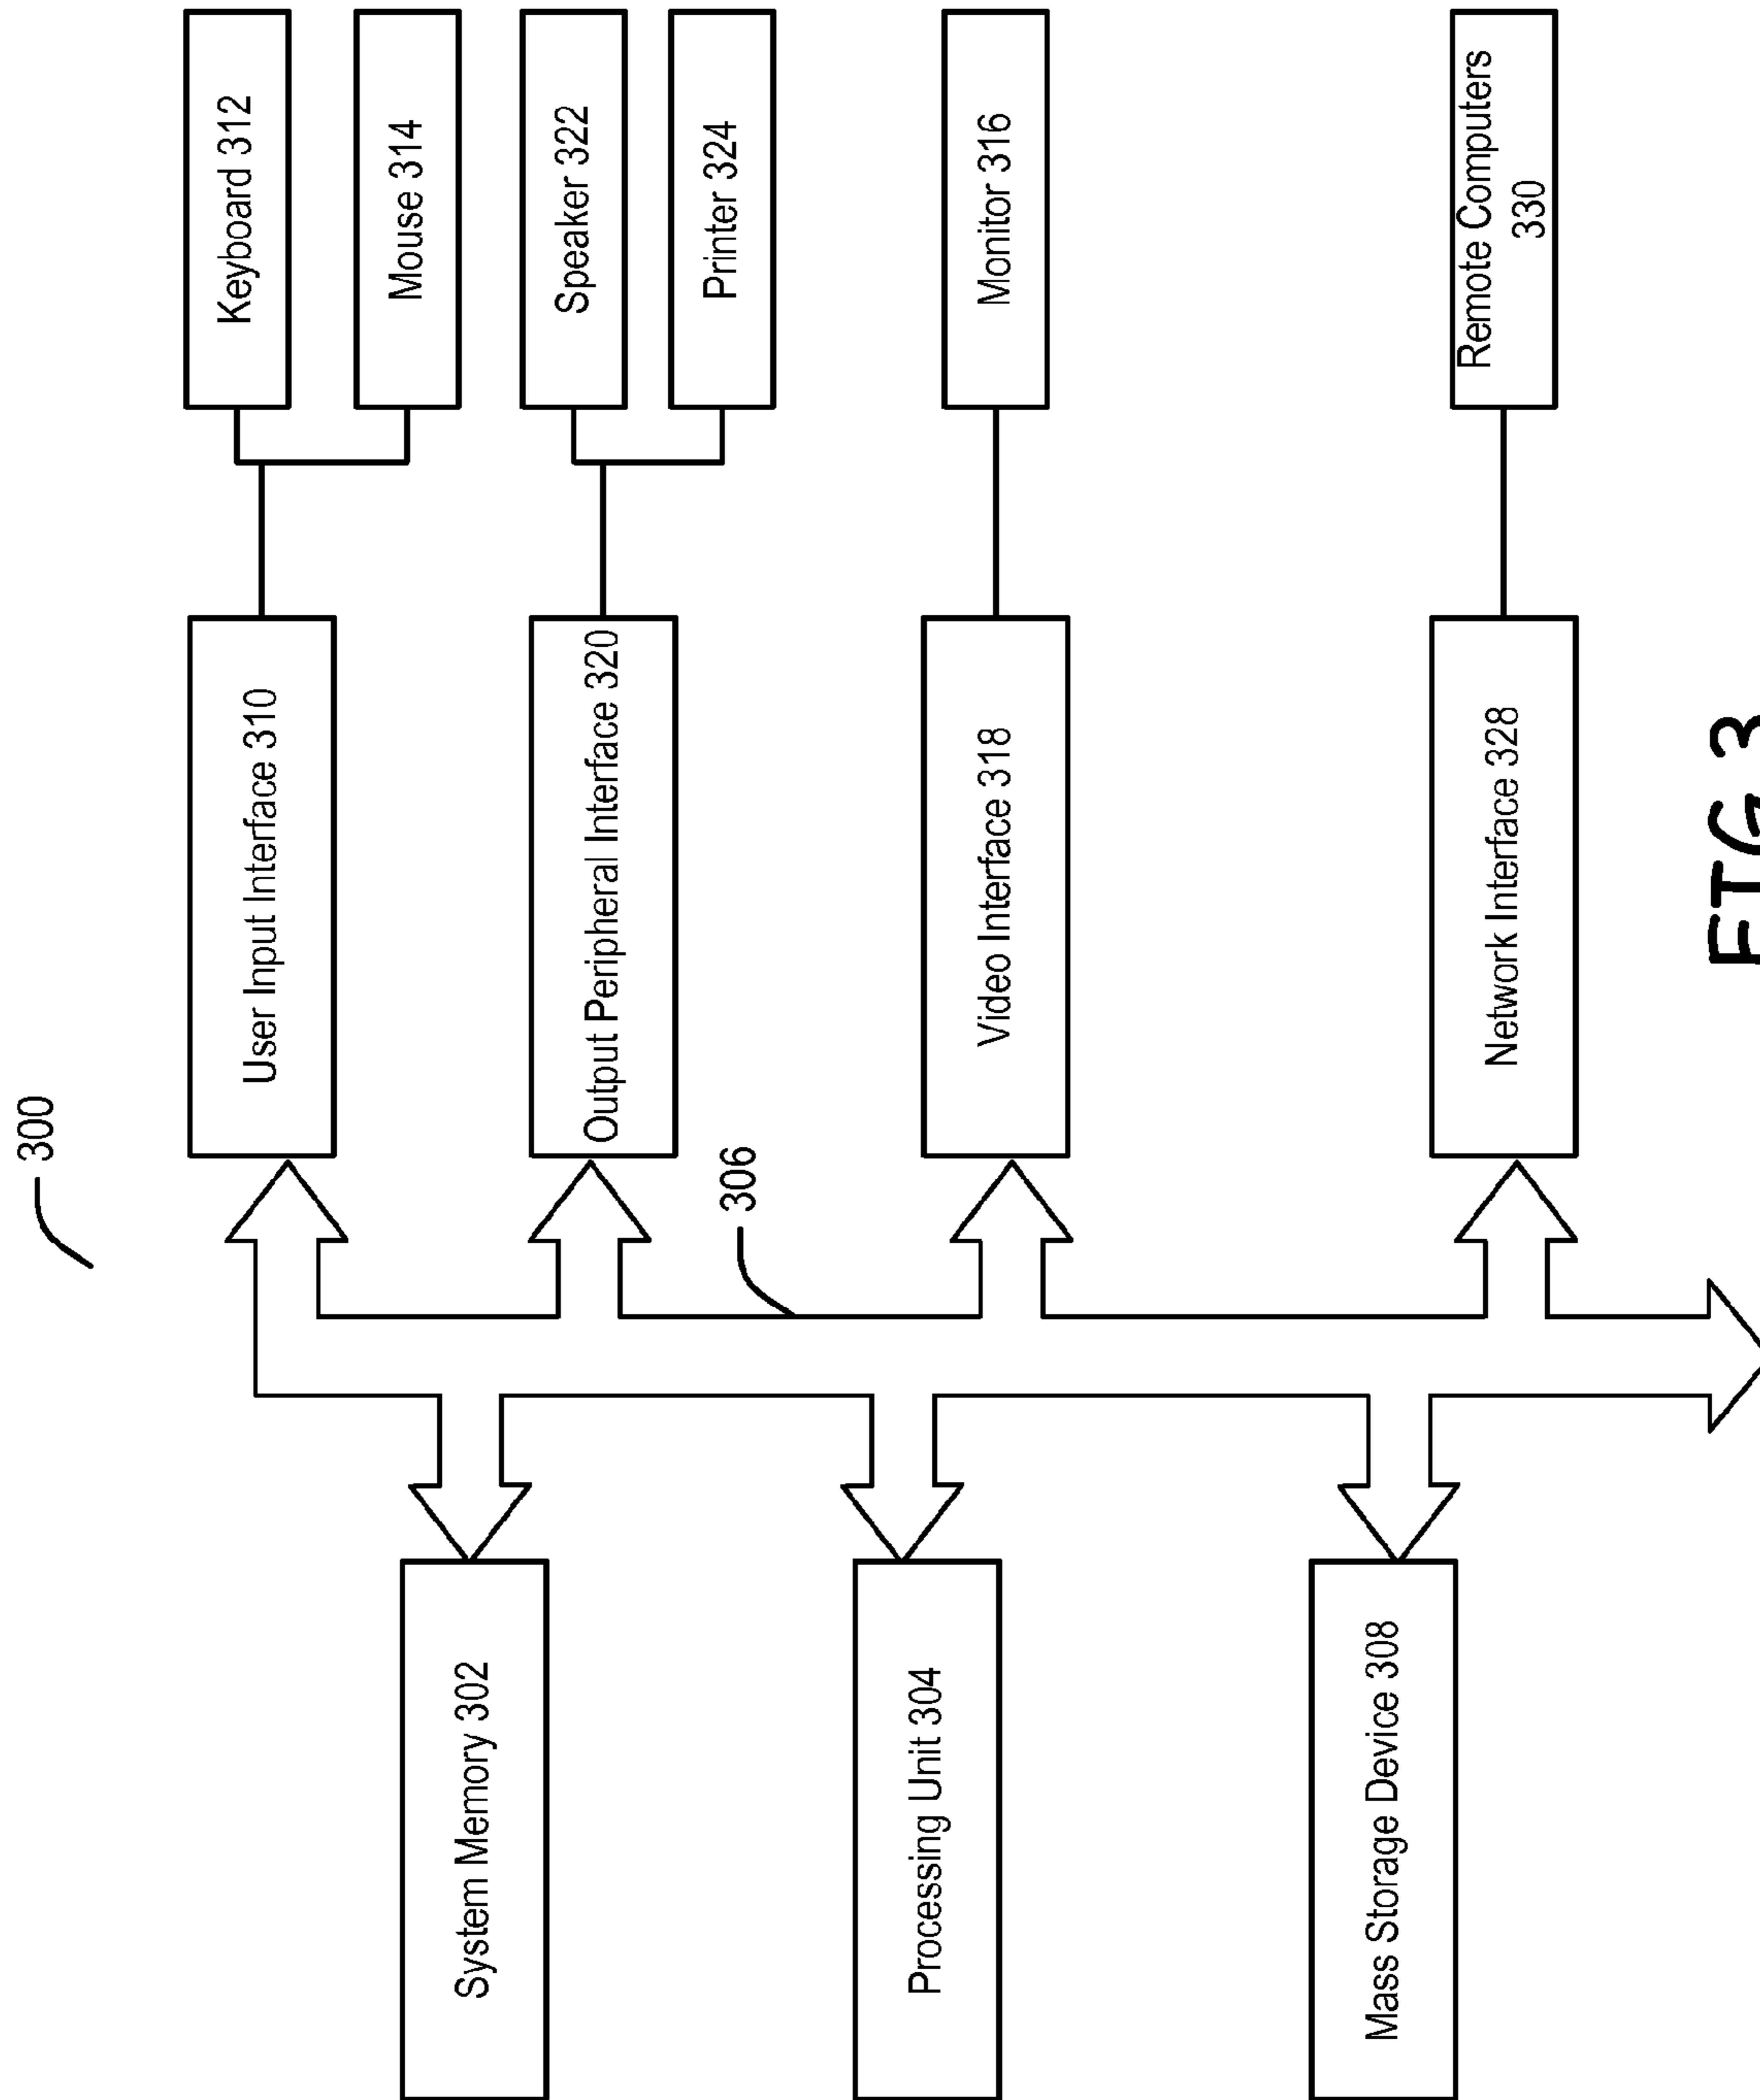 300
Keyboard 312
User Input Interface 310
Mouse 314
System Memory 302
Speaker 322
Output Peripheral Interface 320
Printer 324
306
Processing Unit 304
Video Interface 318
Monitor 316
Mass Storage Device 308
Network Interface 328
Remote Computers
330
FIG 3